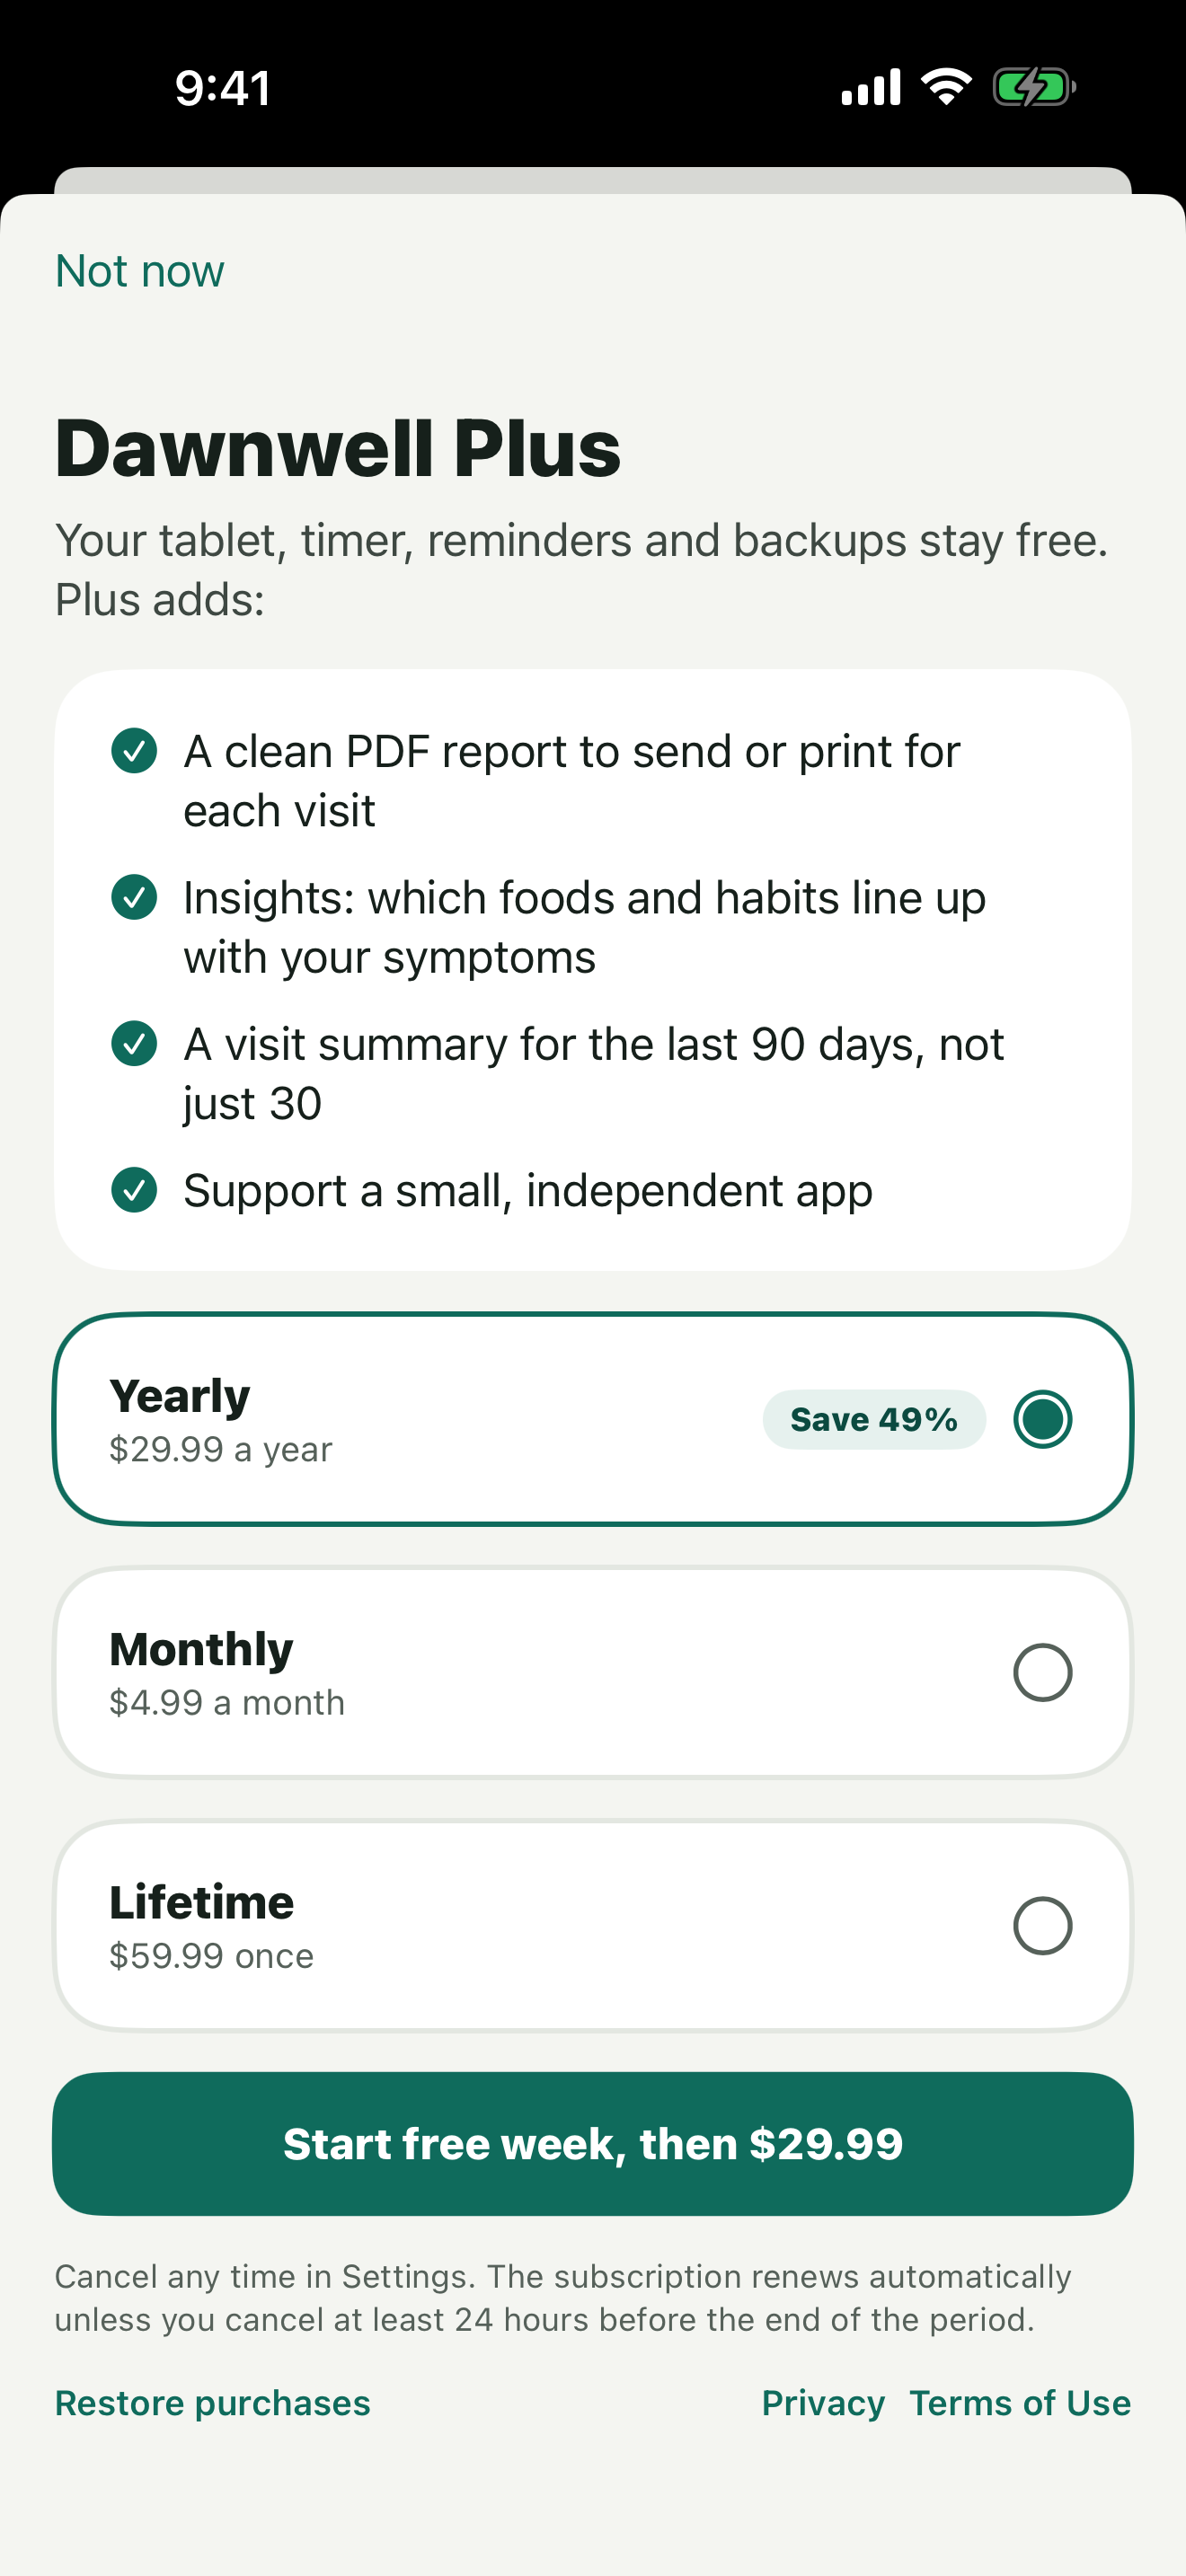 9:41
Not now
Dawnwell Plus
Your tablet, timer, reminders and backups stay free.
Plus adds:
A clean PDF report to send or print for
each visit
Insights: which foods and habits line up
with your symptoms
A visit summary for the last 90 days, not
just 30
Support a small, independent app
Yearly
$29.99 a year
Save 49%
Monthly
$4.99 a month
Lifetime
$59.99 once
Start free week, then $29.99
Cancel any time in Settings. The subscription renews automatically
unless you cancel at least 24 hours before the end of the period.
Restore purchases
Privacy
Terms of Use